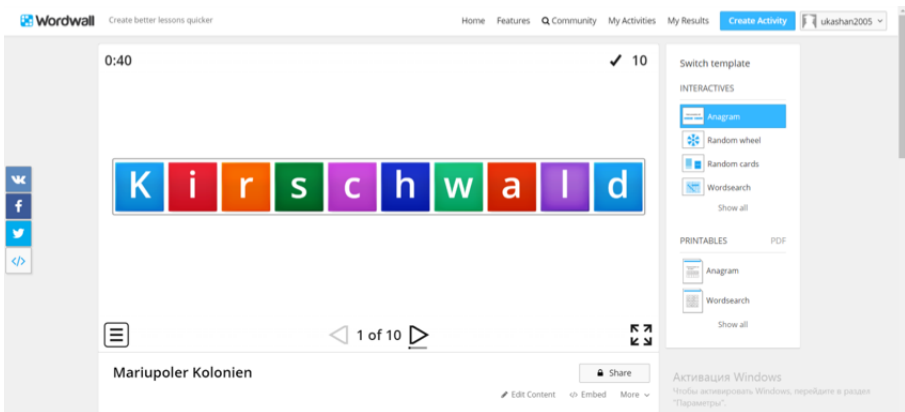 Wordwall Create better lessons quicker Home Features Community My Activities My Results Create Activity ukashan2005
0:40 10
Kirschwald
1 of 10
Mariupoler Kolonien
Share
Edit Content Embed More
Switch template
INTERACTIVES
Anagram
Random wheel
Random cards
Wordsearch
Show all
PRINTABLES PDF
Anagram
Wordsearch
Show all
Активация Windows
Чтобы активировать Windows, перейдите в раздел
"Параметры".